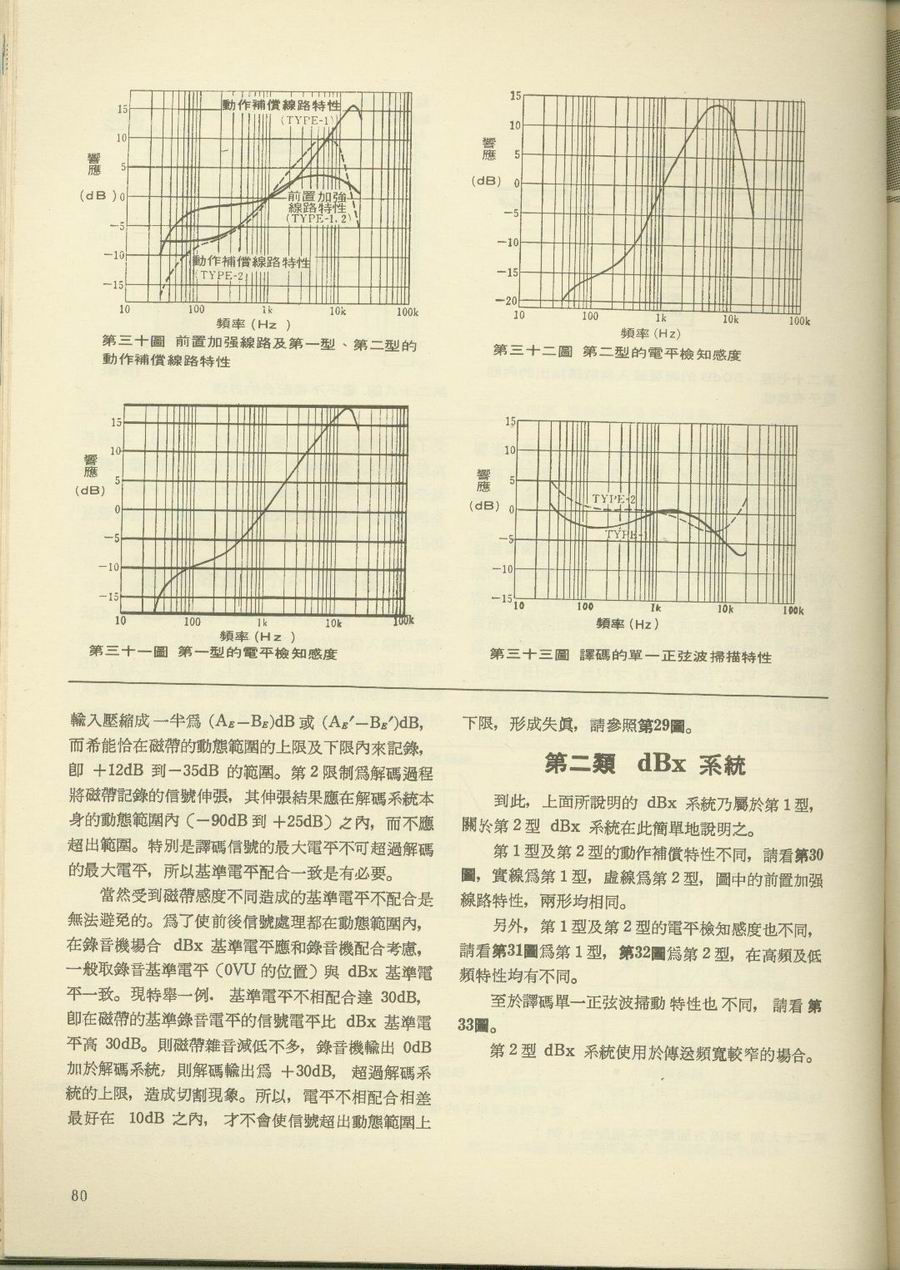 動作補償線路特性
(TYPE-1)
15
10
5
0
-5
-10
-15
響應
(dB)
前置加強
線路特性
(TYPE-1, 2)
動作補償線路特性
TYPE-2
10 100 1k 10k 100k
頻率 (Hz )
第三十圖 前置加强線路及第一型、第二型的
動作補償線路特性
15
10
5
0
-5
-10
-15
-20
響應
(dB)
10 100 1k 10k 100k
頻率 (Hz)
第三十二圖 第二型的電平檢知感度
15
10
5
0
-5
-10
-15
響應
(dB)
10 100 1k 10k 100k
頻率 (Hz )
第三十一圖 第一型的電平檢知感度
15
10
5
0
-5
-10
-15
響應
(dB)
TYPE-2
TYPE-1
10 100 1k 10k 100k
頻率 (Hz)
第三十三圖 譯碼的單一正弦波掃描特性
輸入壓縮成一半爲 (AE-BE)dB 或 (AE′-BE′)dB,
而希能恰在磁帶的動態範圍的上限及下限內來記錄,
卽 +12dB 到-35dB 的範圍。第 2 限制爲解碼過程
將磁帶記錄的信號伸張, 其伸張結果應在解碼系統本
身的動態範圍內 (-90dB 到 +25dB) 之內, 而不應
超出範圍。特別是譯碼信號的最大電平不可超過解碼
的最大電平, 所以基準電平配合一致是有必要。
當然受到磁帶感度不同造成的基準電平不配合是
無法避免的。爲了使前後信號處理都在動態範圍內,
在錄音機場合 dBx 基準電平應和錄音機配合考慮,
一般取錄音基準電平 (OVU 的位置) 與 dBx 基準電
平一致。現特舉一例. 基準電平不相配合達 30dB,
卽在磁帶的基準錄音電平的信號電平比 dBx 基準電
平高 30dB。則磁帶雜音減低不多, 錄音機輸出 0dB
加於解碼系統, 則解碼輸出爲 +30dB, 超過解碼系
統的上限, 造成切割現象。所以, 電平不相配合相差
最好在 10dB 之內, 才不會使信號超出動態範圍上
下限, 形成失眞, 請參照第29圖。
第二類 dBx 系統
到此, 上面所說明的 dBx 系統乃屬於第 1 型,
關於第 2 型 dBx 系統在此簡單地說明之。
第 1 型及第 2 型的動作補償特性不同, 請看第30
圖, 實線爲第 1 型, 虛線爲第 2 型, 圖中的前置加强
線路特性, 兩形均相同。
另外, 第 1 型及第 2 型的電平檢知感度也不同,
請看第31圖爲第 1 型, 第32圖爲第 2 型, 在高頻及低
頻特性均有不同。
至於譯碼單一正弦波掃動特性也不同, 請看第
33圖。
第 2 型 dBx 系統使用於傳送頻寬較窄的場合。
80